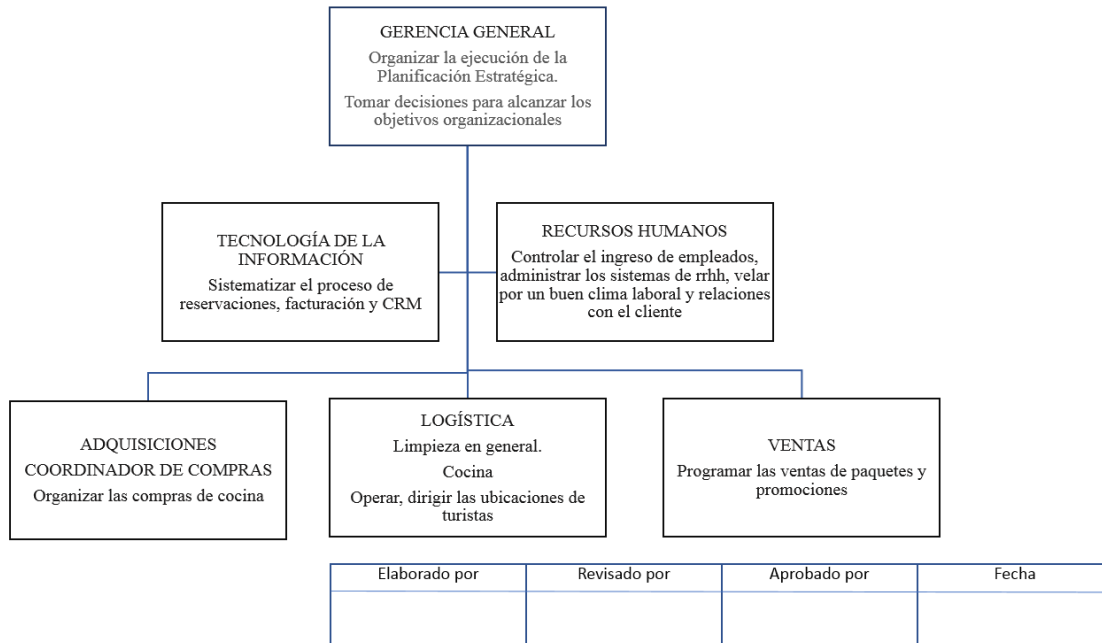 GERENCIA GENERAL
Organizar la ejecución de la
Planificación Estratégica.
Tomar decisiones para alcanzar los
objetivos organizacionales
TECNOLOGÍA DE LA
INFORMACIÓN
Sistematizar el proceso de
reservaciones, facturación y CRM
RECURSOS HUMANOS
Controlar el ingreso de empleados,
administrar los sistemas de rrhh, velar
por un buen clima laboral y relaciones
con el cliente
ADQUISICIONES
COORDINADOR DE COMPRAS
Organizar las compras de cocina
LOGÍSTICA
Limpieza en general.
Cocina
Operar, dirigir las ubicaciones de
turistas
VENTAS
Programar las ventas de paquetes y
promociones
Elaborado por
Revisado por
Aprobado por
Fecha